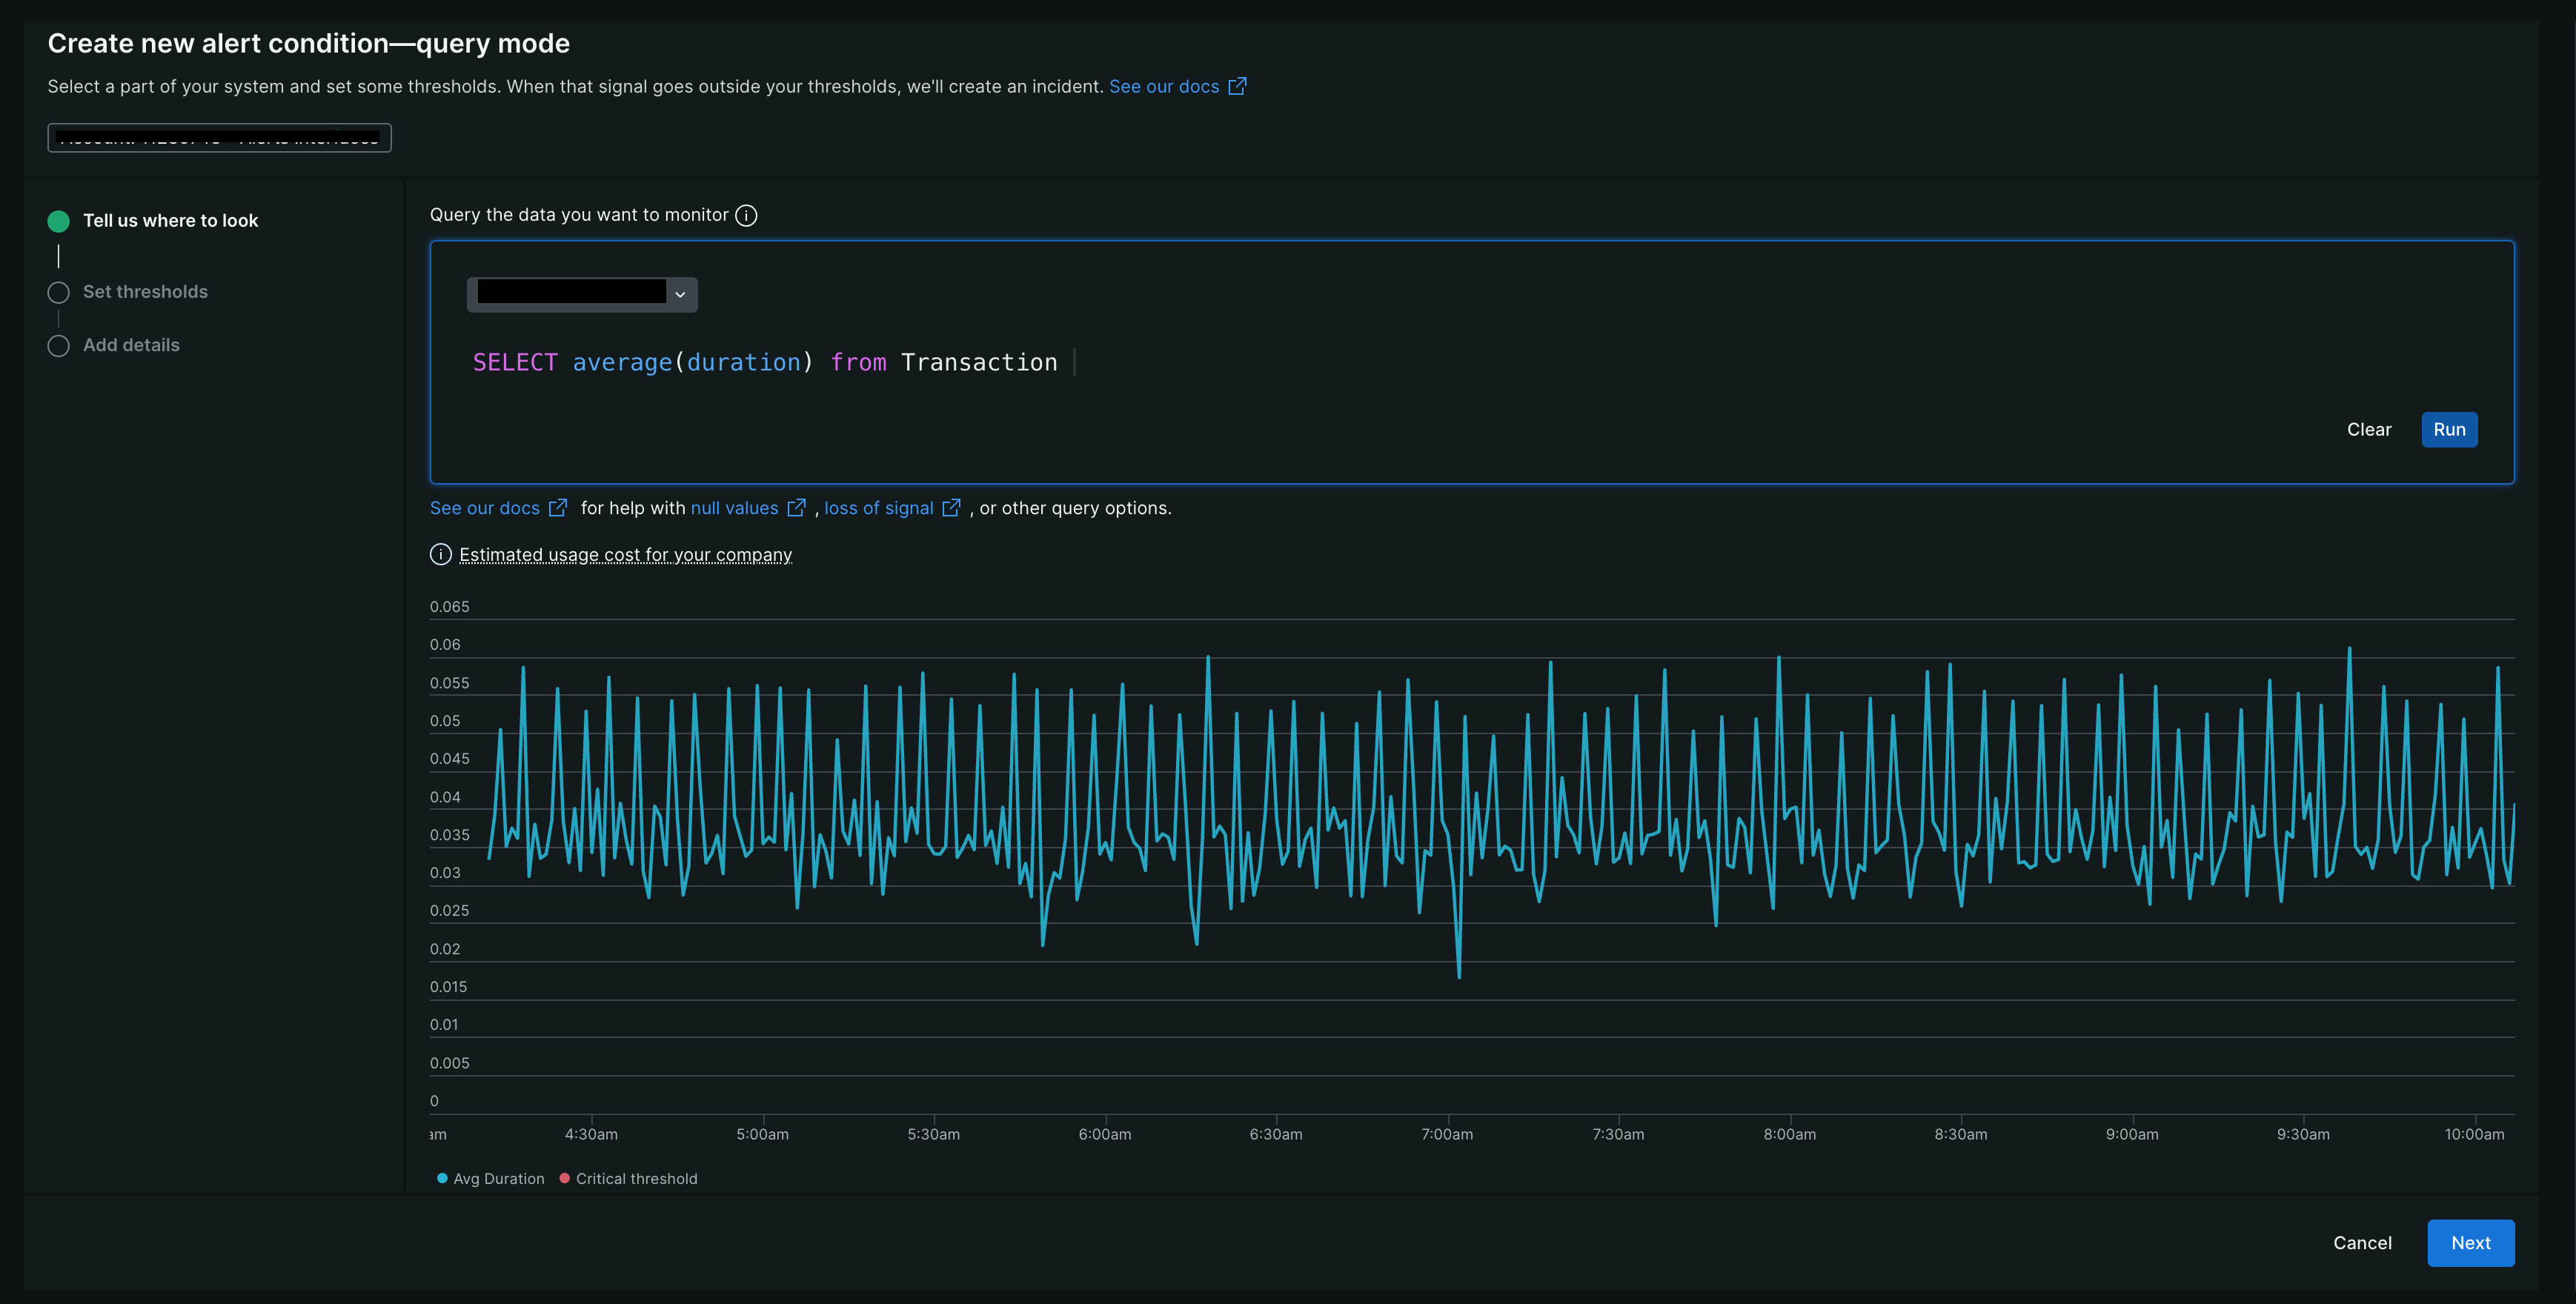 Create new alert condition—query mode
Select a part of your system and set some thresholds. When that signal goes outside your thresholds, we'll create an incident. See our docs
Tell us where to look
Set thresholds
Add details
Query the data you want to monitor
SELECT average(duration) from Transaction
Clear
Run
See our docs for help with null values , loss of signal , or other query options.
Estimated usage cost for your company
0.065
0.06
0.055
0.05
0.045
0.04
0.035
0.03
0.025
0.02
0.015
0.01
0.005
0
am 4:30am 5:00am 5:30am 6:00am 6:30am 7:00am 7:30am 8:00am 8:30am 9:00am 9:30am 10:00am
Avg Duration Critical threshold
Cancel
Next